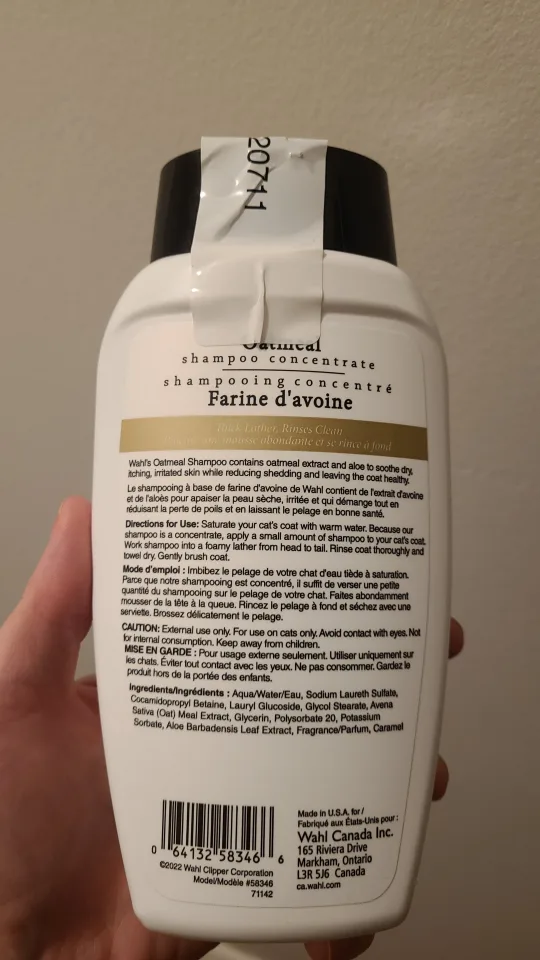 20711
Oatmeal
shampoo concentrate
shampooing concentré
Farine d'avoine
Thick Lather, Rinses Clean
mousse abondante et se rince à fond
Wahl's Oatmeal Shampoo contains oatmeal extract and aloe to soothe dry,
itching, irritated skin while reducing shedding and leaving the coat healthy.
Le shampooing à base de farine d'avoine de Wahl contient de l'extrait d'avoine
et de l'aloès pour apaiser la peau sèche, irritée et qui démange tout en
réduisant la perte de poils et en laissant le pelage en bonne santé.
Directions for Use: Saturate your cat's coat with warm water. Because our
shampoo is a concentrate, apply a small amount of shampoo to your cat's coat.
Work shampoo into a foamy lather from head to tail. Rinse coat thoroughly and
towel dry. Gently brush coat.
Mode d'emploi : Imbibez le pelage de votre chat d'eau tiède à saturation.
Parce que notre shampooing est concentré, il suffit de verser une petite
quantité du shampooing sur le pelage de votre chat. Faites abondamment
mousser de la tête à la queue. Rincez le pelage à fond et séchez avec une
serviette. Brossez délicatement le pelage.
CAUTION: External use only. For use on cats only. Avoid contact with eyes. Not
for internal consumption. Keep away from children.
MISE EN GARDE : Pour usage externe seulement. Utiliser uniquement sur
les chats. Éviter tout contact avec les yeux. Ne pas consommer. Gardez le
produit hors de la portée des enfants.
Ingredients/Ingrédients : Aqua/Water/Eau, Sodium Laureth Sulfate,
Cocamidopropyl Betaine, Lauryl Glucoside, Glycol Stearate, Avena
Sativa (Oat) Meal Extract, Glycerin, Polysorbate 20, Potassium
Sorbate, Aloe Barbadensis Leaf Extract, Fragrance/Parfum, Caramel
0 64132 58346 6
©2022 Wahl Clipper Corporation
Model/Modèle #58346
71142
Made in U.S.A. for /
Fabriqué aux États-Unis pour :
Wahl Canada Inc.
165 Riviera Drive
Markham, Ontario
L3R 5J6 Canada
ca.wahl.com